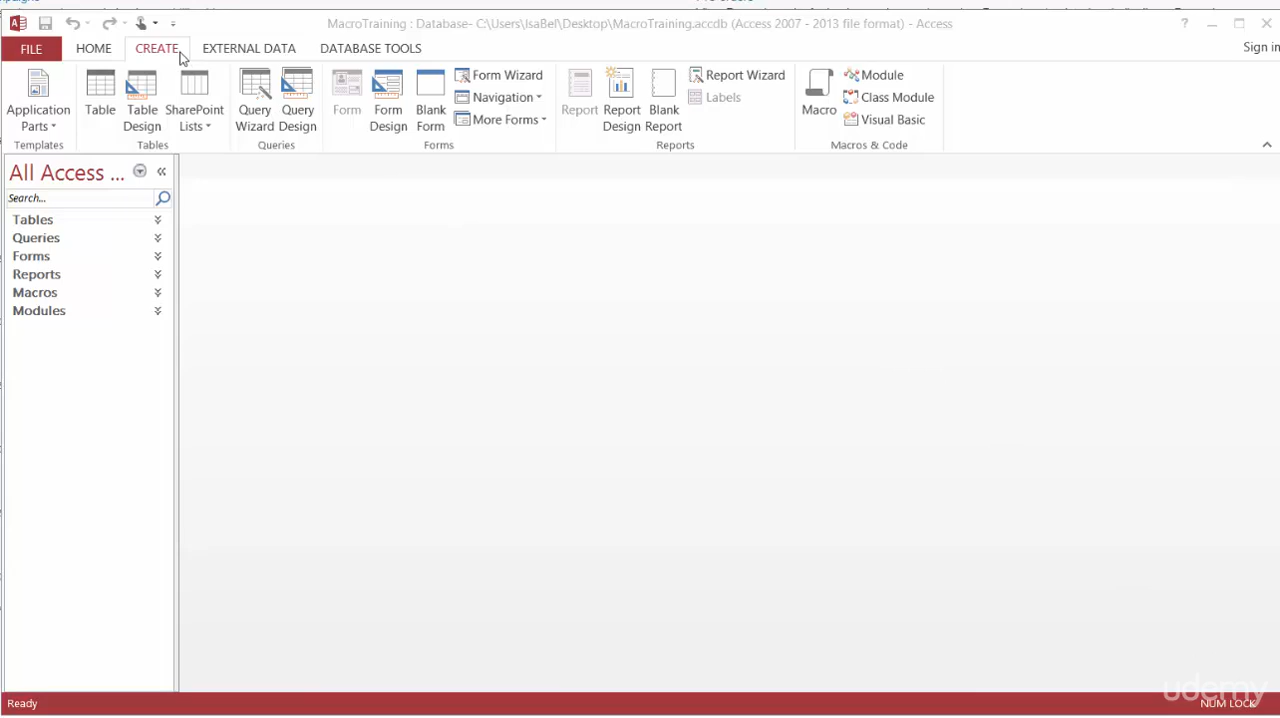 MacroTraining : Database- C:\Users\IsaBel\Desktop\MacroTraining.accdb (Access 2007 - 2013 file format) - Access
FILE HOME CREATE EXTERNAL DATA DATABASE TOOLS Sign in
Application Parts
Table
Table Design
SharePoint Lists
Query Wizard
Query Design
Form
Form Design
Blank Form
Form Wizard
Navigation
More Forms
Report
Report Design
Blank Report
Report Wizard
Labels
Macro
Module
Class Module
Visual Basic
Templates Tables Queries Forms Reports Macros & Code
All Access ...
Search...
Tables
Queries
Forms
Reports
Macros
Modules
udemy
Ready NUM LOCK